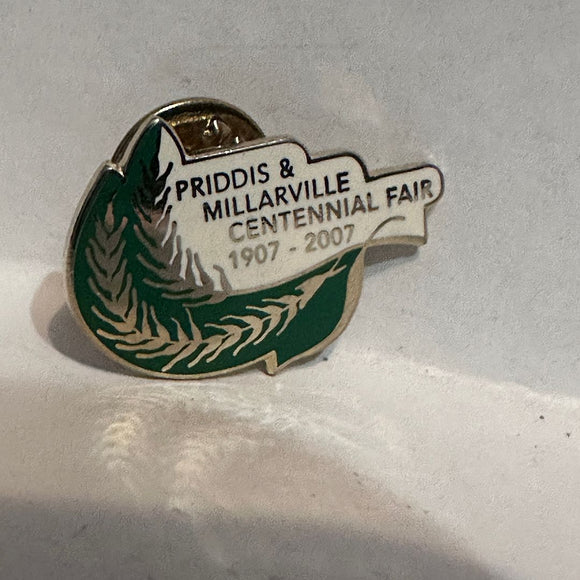 PRIDDIS &
MILLARVILLE
CENTENNIAL FAIR
1907 - 2007